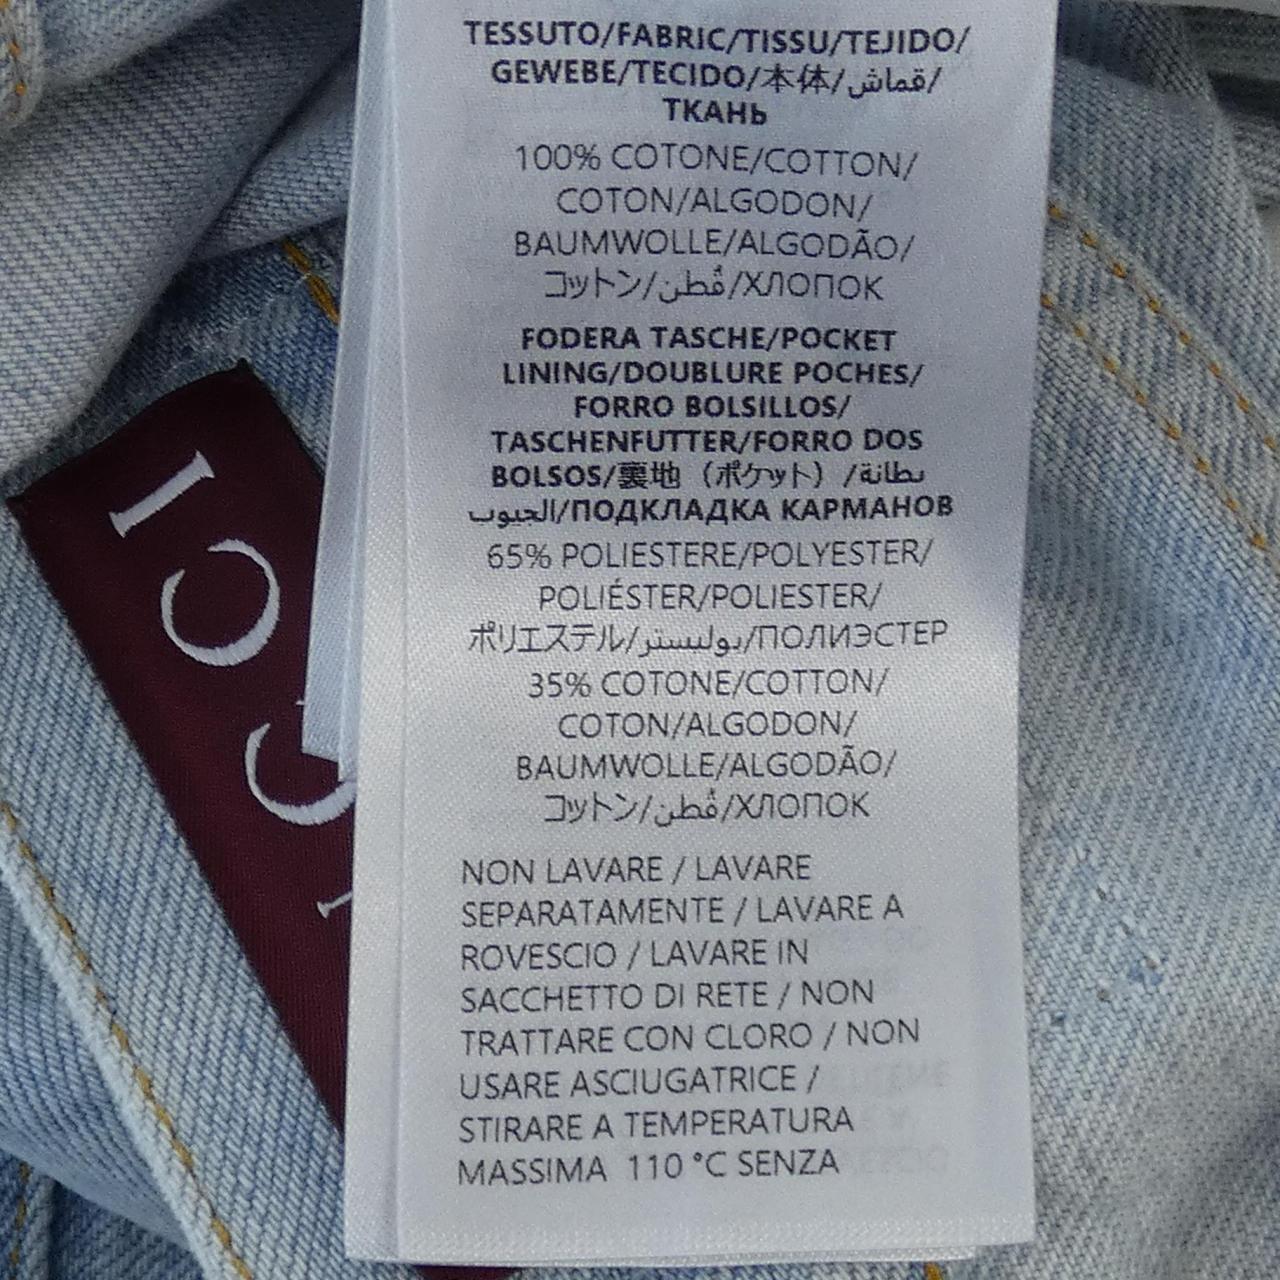 TESSUTO/FABRIC/TISSU/TEJIDO/
GEWEBE/TECIDO/本体/قماش/
ТКАНЬ
100% COTONE/COTTON/
COTON/ALGODON/
BAUMWOLLE/ALGODÃO/
コットン/قُطن/ХЛОПОК
FODERA TASCHE/POCKET
LINING/DOUBLURE POCHES/
FORRO BOLSILLOS/
TASCHENFUTTER/FORRO DOS
BOLSOS/裏地（ポケット）/بطانة
الجيوب/ПОДКЛАДКА КАРМАНОВ
65% POLIESTERE/POLYESTER/
POLIÉSTER/POLIESTER/
ポリエステル/بوليستر/ПОЛИЭСТЕР
35% COTONE/COTTON/
COTON/ALGODON/
BAUMWOLLE/ALGODÃO/
コットン/قُطن/ХЛОПОК
NON LAVARE / LAVARE
SEPARATAMENTE / LAVARE A
ROVESCIO / LAVARE IN
SACCHETTO DI RETE / NON
TRATTARE CON CLORO / NON
USARE ASCIUGATRICE /
STIRARE A TEMPERATURA
MASSIMA 110 °C SENZA